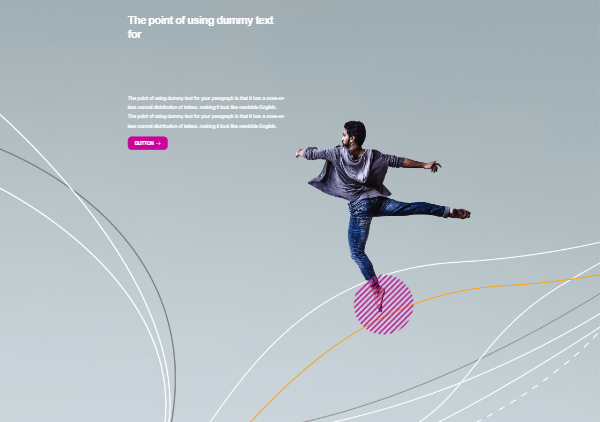 The point of using dummy text
for
The point of using dummy text for your paragraph is that it has a more-or-
less normal distribution of letters. making it look like readable English.
The point of using dummy text for your paragraph is that it has a more-or-
less normal distribution of letters. making it look like readable English.
BUTTON →